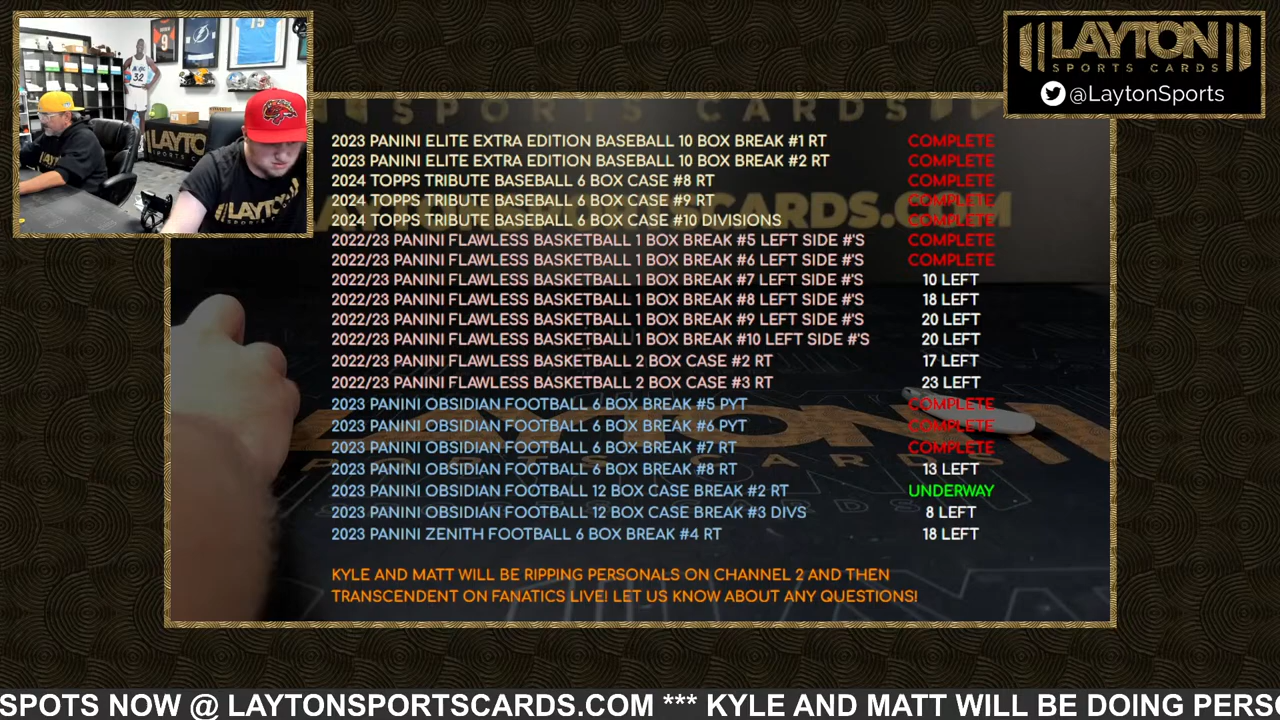 LAYTON
SPORTS CARDS
@LaytonSports
SPORTS CARDS
2023 PANINI ELITE EXTRA EDITION BASEBALL 10 BOX BREAK #1 RT COMPLETE
2023 PANINI ELITE EXTRA EDITION BASEBALL 10 BOX BREAK #2 RT COMPLETE
2024 TOPPS TRIBUTE BASEBALL 6 BOX CASE #8 RT COMPLETE
2024 TOPPS TRIBUTE BASEBALL 6 BOX CASE #9 RT COMPLETE
2024 TOPPS TRIBUTE BASEBALL 6 BOX CASE #10 DIVISIONS COMPLETE
2022/23 PANINI FLAWLESS BASKETBALL 1 BOX BREAK #5 LEFT SIDE #'S COMPLETE
2022/23 PANINI FLAWLESS BASKETBALL 1 BOX BREAK #6 LEFT SIDE #'S COMPLETE
2022/23 PANINI FLAWLESS BASKETBALL 1 BOX BREAK #7 LEFT SIDE #'S 10 LEFT
2022/23 PANINI FLAWLESS BASKETBALL 1 BOX BREAK #8 LEFT SIDE #'S 18 LEFT
2022/23 PANINI FLAWLESS BASKETBALL 1 BOX BREAK #9 LEFT SIDE #'S 20 LEFT
2022/23 PANINI FLAWLESS BASKETBALL 1 BOX BREAK #10 LEFT SIDE #'S 20 LEFT
2022/23 PANINI FLAWLESS BASKETBALL 2 BOX CASE #2 RT 17 LEFT
2022/23 PANINI FLAWLESS BASKETBALL 2 BOX CASE #3 RT 23 LEFT
2023 PANINI OBSIDIAN FOOTBALL 6 BOX BREAK #5 PYT COMPLETE
2023 PANINI OBSIDIAN FOOTBALL 6 BOX BREAK #6 PYT COMPLETE
2023 PANINI OBSIDIAN FOOTBALL 6 BOX BREAK #7 RT COMPLETE
2023 PANINI OBSIDIAN FOOTBALL 6 BOX BREAK #8 RT 13 LEFT
2023 PANINI OBSIDIAN FOOTBALL 12 BOX CASE BREAK #2 RT UNDERWAY
2023 PANINI OBSIDIAN FOOTBALL 12 BOX CASE BREAK #3 DIVS 8 LEFT
2023 PANINI ZENITH FOOTBALL 6 BOX BREAK #4 RT 18 LEFT
KYLE AND MATT WILL BE RIPPING PERSONALS ON CHANNEL 2 AND THEN
TRANSCENDENT ON FANATICS LIVE! LET US KNOW ABOUT ANY QUESTIONS!
SPOTS NOW @ LAYTONSPORTSCARDS.COM *** KYLE AND MATT WILL BE DOING PERS